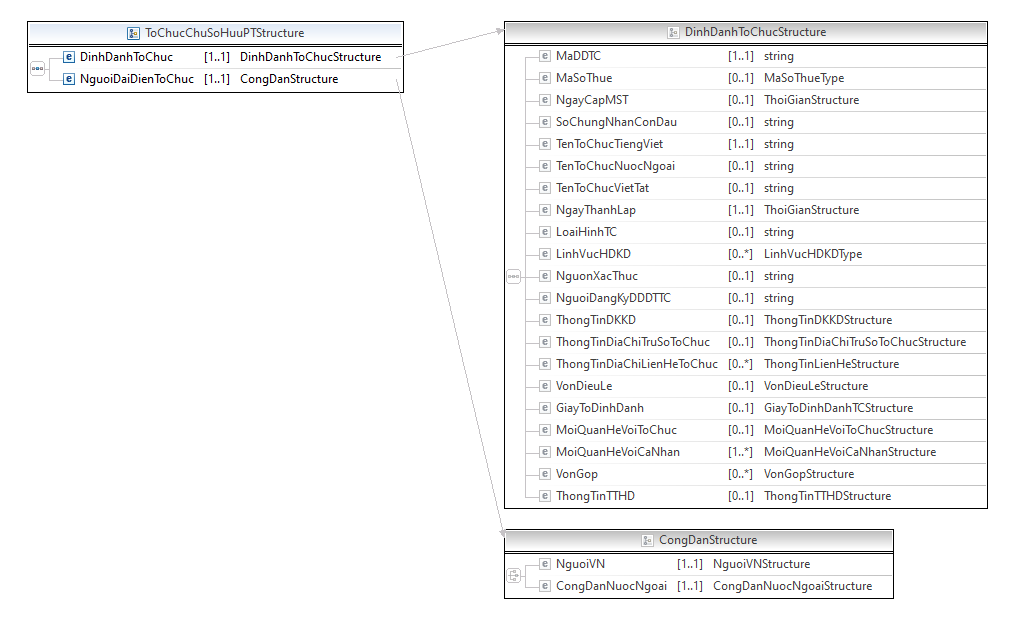 ToChucChuSoHuuPTStructure
e DinhDanhToChuc [1..1] DinhDanhToChucStructure
e NguoiDaiDienToChuc [1..1] CongDanStructure
DinhDanhToChucStructure
e MaDDTC [1..1] string
e MaSoThue [0..1] MaSoThueType
e NgayCapMST [0..1] ThoiGianStructure
e SoChungNhanConDau [0..1] string
e TenToChucTiengViet [1..1] string
e TenToChucNuocNgoai [0..1] string
e TenToChucVietTat [0..1] string
e NgayThanhLap [1..1] ThoiGianStructure
e LoaiHinhTC [0..1] string
e LinhVucHDKD [0..*] LinhVucHDKDType
e NguonXacThuc [0..1] string
e NguoiDangKyDDDTTC [0..1] string
e ThongTinDKKD [0..1] ThongTinDKKDStructure
e ThongTinDiaChiTruSoToChuc [0..1] ThongTinDiaChiTruSoToChucStructure
e ThongTinDiaChiLienHeToChuc [0..*] ThongTinLienHeStructure
e VonDieuLe [0..1] VonDieuLeStructure
e GiayToDinhDanh [0..1] GiayToDinhDanhTCStructure
e MoiQuanHeVoiToChuc [0..1] MoiQuanHeVoiToChucStructure
e MoiQuanHeVoiCaNhan [1..*] MoiQuanHeVoiCaNhanStructure
e VonGop [0..*] VonGopStructure
e ThongTinTTHD [0..1] ThongTinTTHDStructure
CongDanStructure
e NguoiVN [1..1] NguoiVNStructure
e CongDanNuocNgoai [1..1] CongDanNuocNgoaiStructure